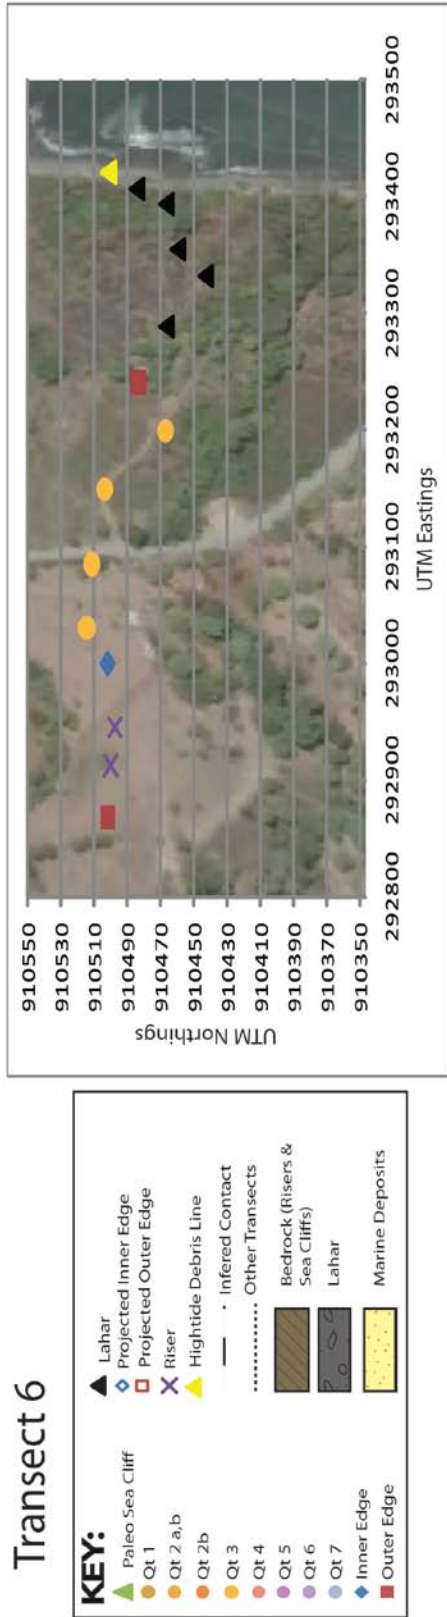 Transect 6
KEY:
Paleo Sea Cliff
Qt 1
Qt 2 a,b
Qt 2b
Qt 3
Qt 4
Qt 5
Qt 6
Qt 7
Inner Edge
Outer Edge
Lahar
Projected Inner Edge
Projected Outer Edge
Riser
Hightide Debris Line
Infered Contact
Other Transects
Bedrock (Risers &
Sea Cliffs)
Lahar
Marine Deposits
UTM Northings
910550
910530
910510
910490
910470
910450
910430
910410
910390
910370
910350
292800
292900
293000
293100
293200
293300
293400
293500
UTM Eastings